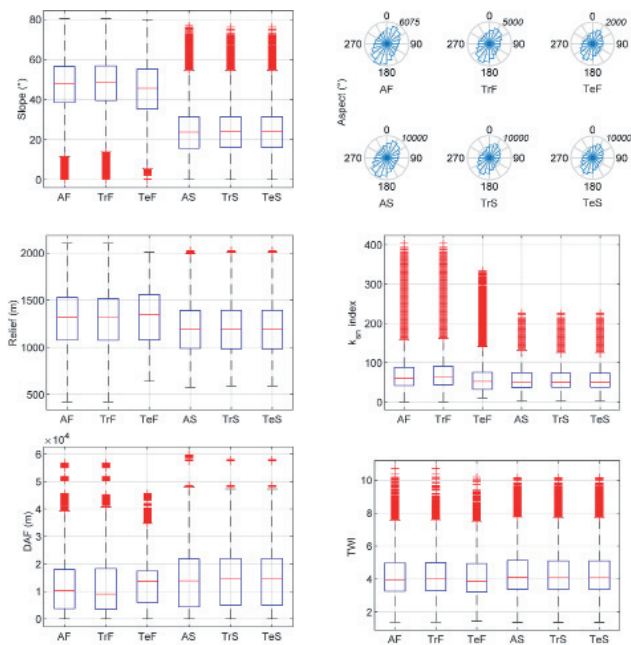 80
60
40
20
0
Slope (°)
AF TrF TeF AS TrS TeS
Aspect (°)
0 6075
270 90
180
AF
0 5000
270 90
180
TrF
0 2000
270 90
180
TeF
0 10000
270 90
180
AS
0 10000
270 90
180
TrS
0 10000
270 90
180
TeS
2000
1500
1000
500
Relief (m)
AF TrF TeF AS TrS TeS
400
300
200
100
0
ksn index
AF TrF TeF AS TrS TeS
× 10⁴
6
5
4
3
2
1
0
DAF (m)
AF TrF TeF AS TrS TeS
10
8
6
4
2
TWI
AF TrF TeF AS TrS TeS